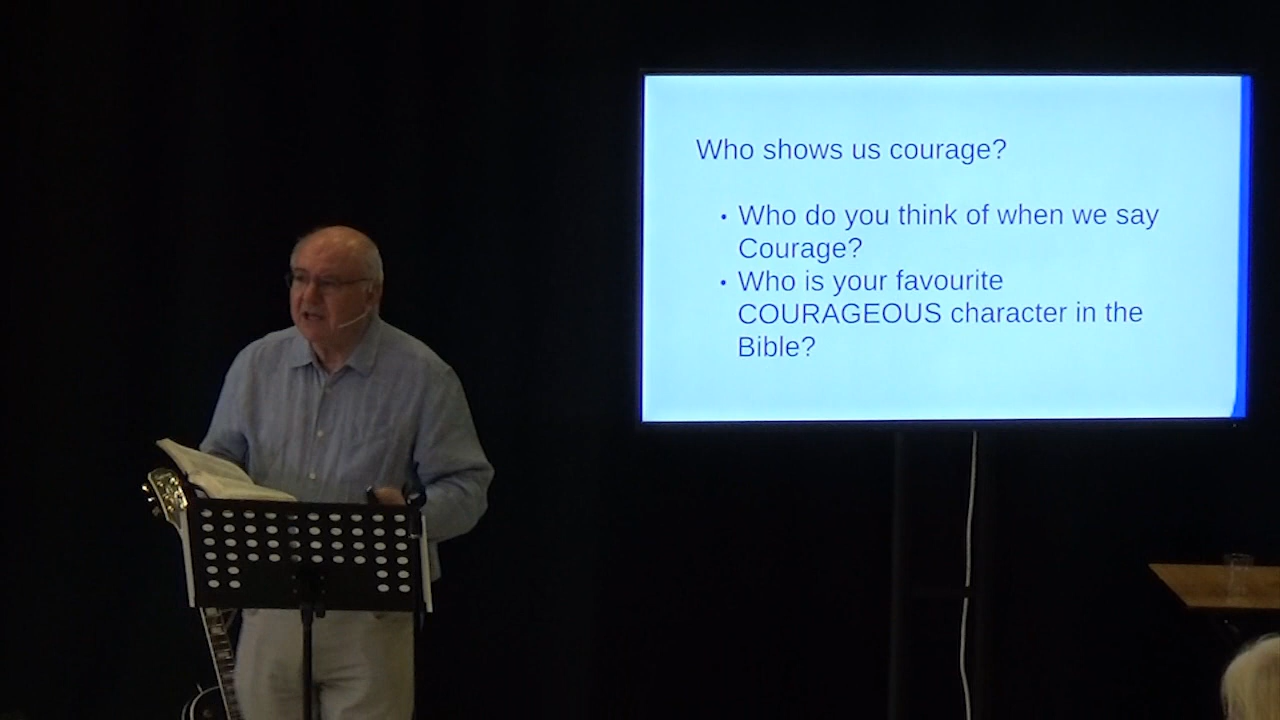 Who shows us courage?
• Who do you think of when we say
Courage?
• Who is your favourite
COURAGEOUS character in the
Bible?